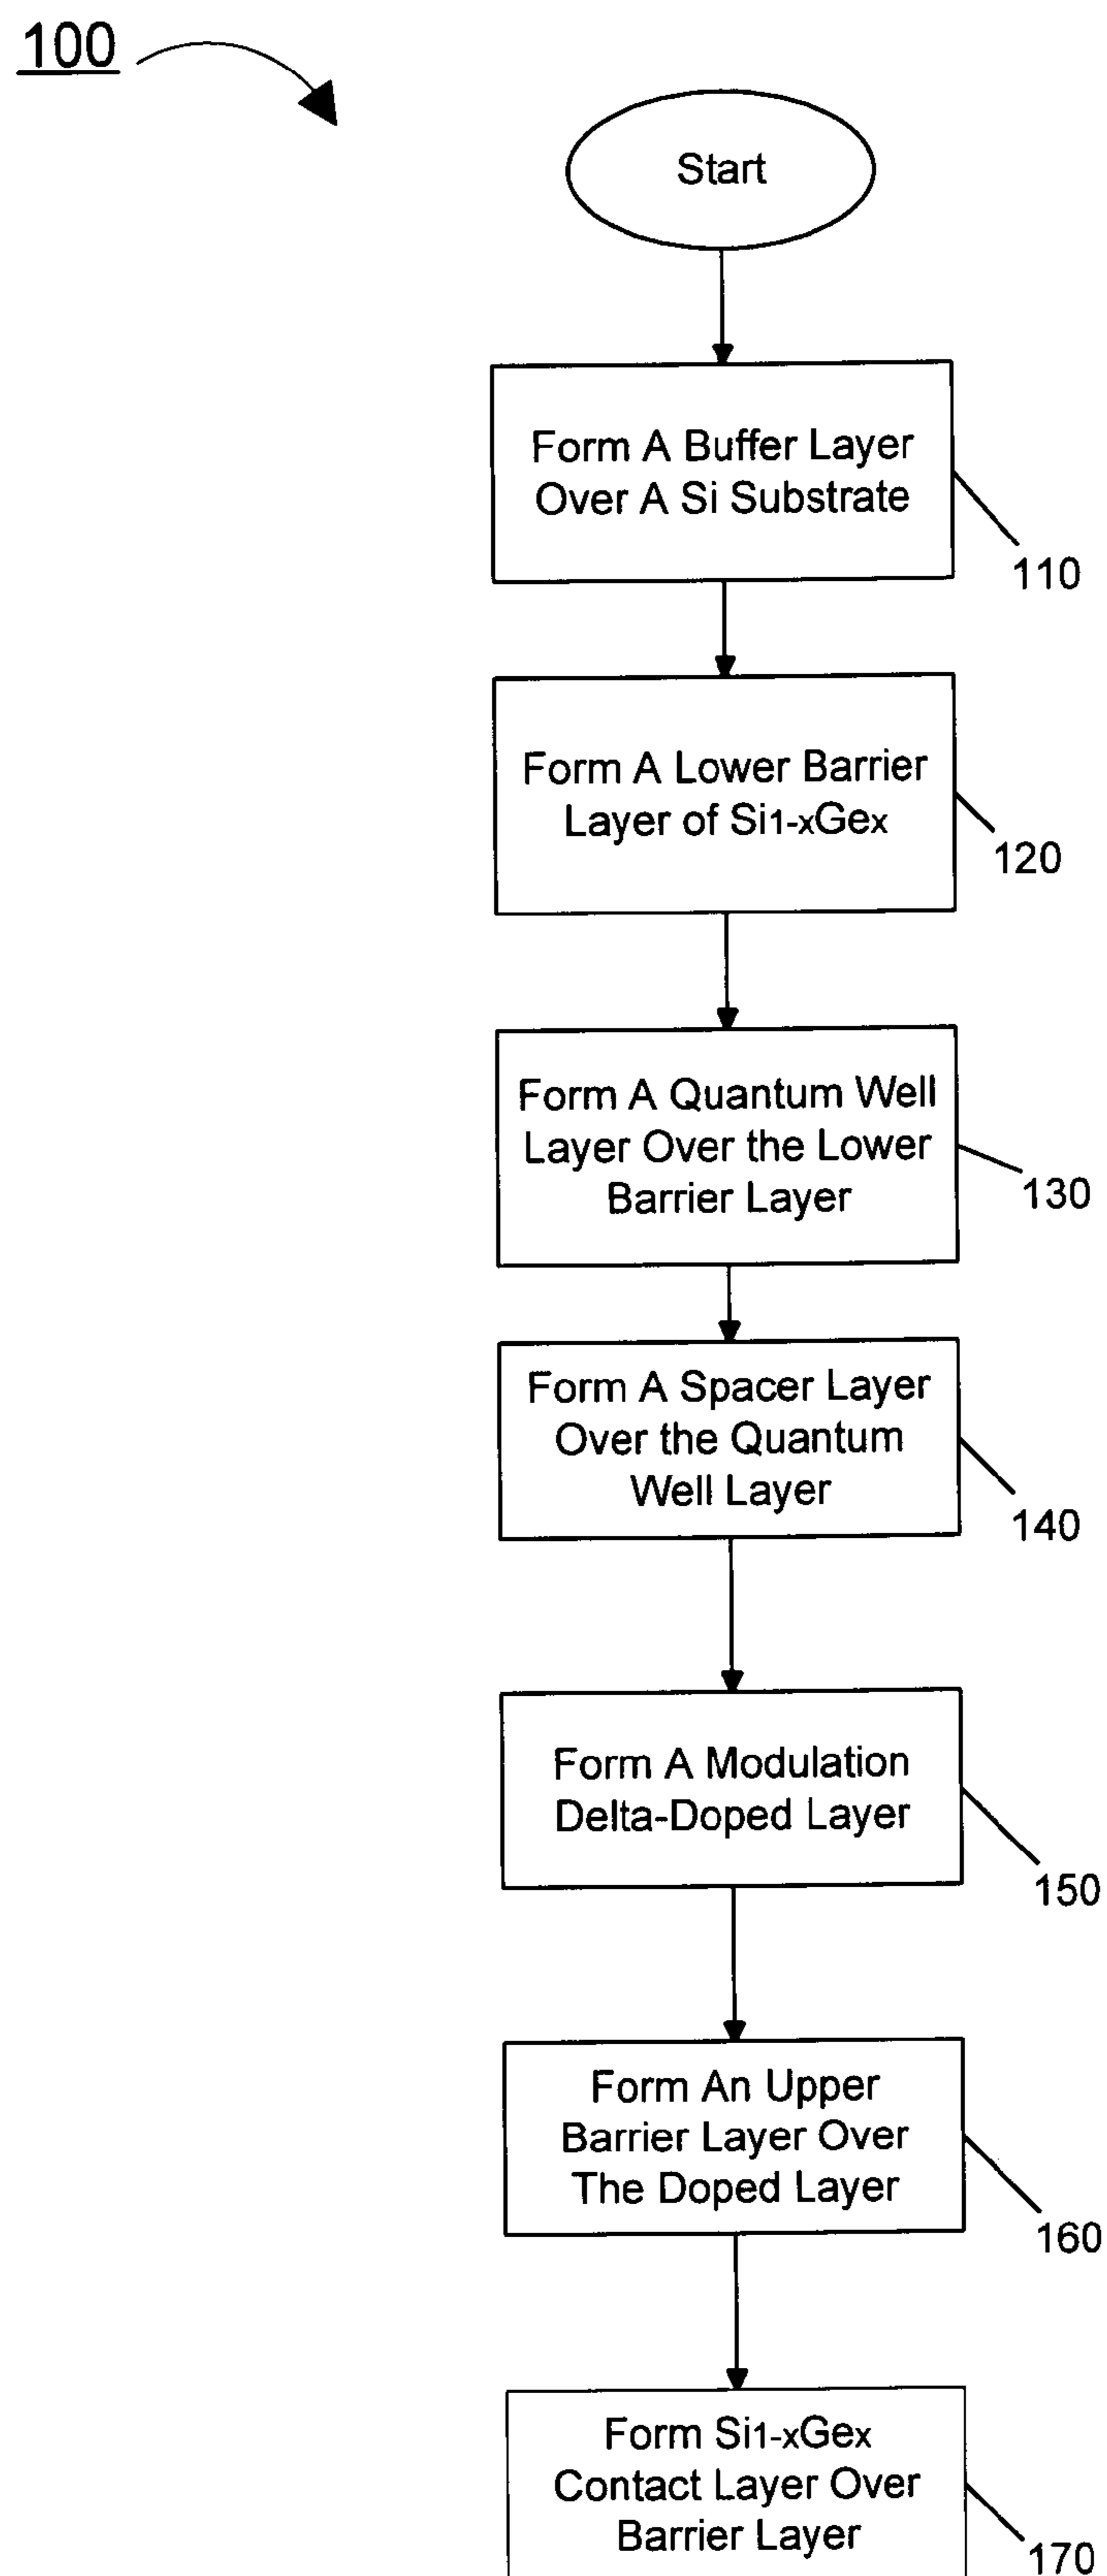 100
Start
Form A Buffer Layer
Over A Si Substrate
110
Form A Lower Barrier
Layer of Si1-xGex
120
Form A Quantum Well
Layer Over the Lower
Barrier Layer
130
Form A Spacer Layer
Over the Quantum
Well Layer
140
Form A Modulation
Delta-Doped Layer
150
Form An Upper
Barrier Layer Over
The Doped Layer
160
Form Si1-xGex
Contact Layer Over
Barrier Layer
170